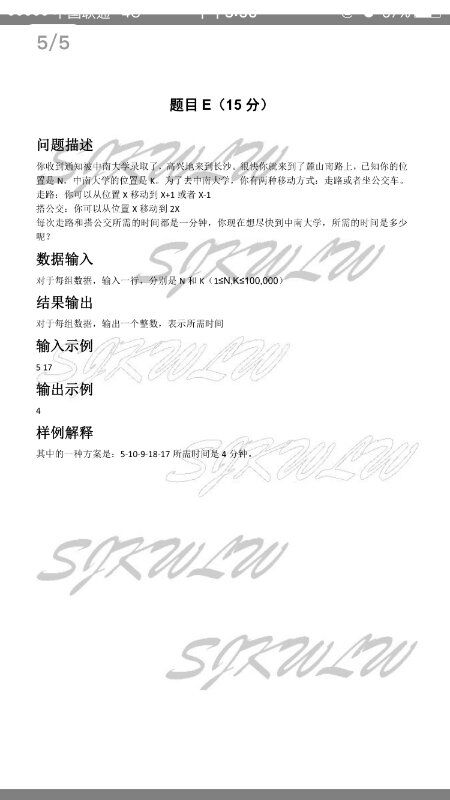 5/5
题目 E（15 分）
问题描述
你收到通知被中南大学录取了，高兴地来到长沙。很快你就来到了麓山南路上，已知你的位
置是 N，中南大学的位置是 K。为了去中南大学，你有两种移动方式：走路或者坐公交车。
走路：你可以从位置 X 移动到 X+1 或者 X-1
搭公交：你可以从位置 X 移动到 2X
每次走路和搭公交所需的时间都是一分钟，你现在想尽快到中南大学，所需的时间是多少
呢？
SJKWLW
数据输入
对于每组数据，输入一行，分别是 N 和 K（1≤N,K≤100,000）
SJKWLW
结果输出
对于每组数据，输出一个整数，表示所需时间
输入示例
SJKWLW
5 17
输出示例
4
样例解释
其中的一种方案是：5-10-9-18-17 所需时间是 4 分钟。
SJKWLW
SJKWLW
SJKWLW